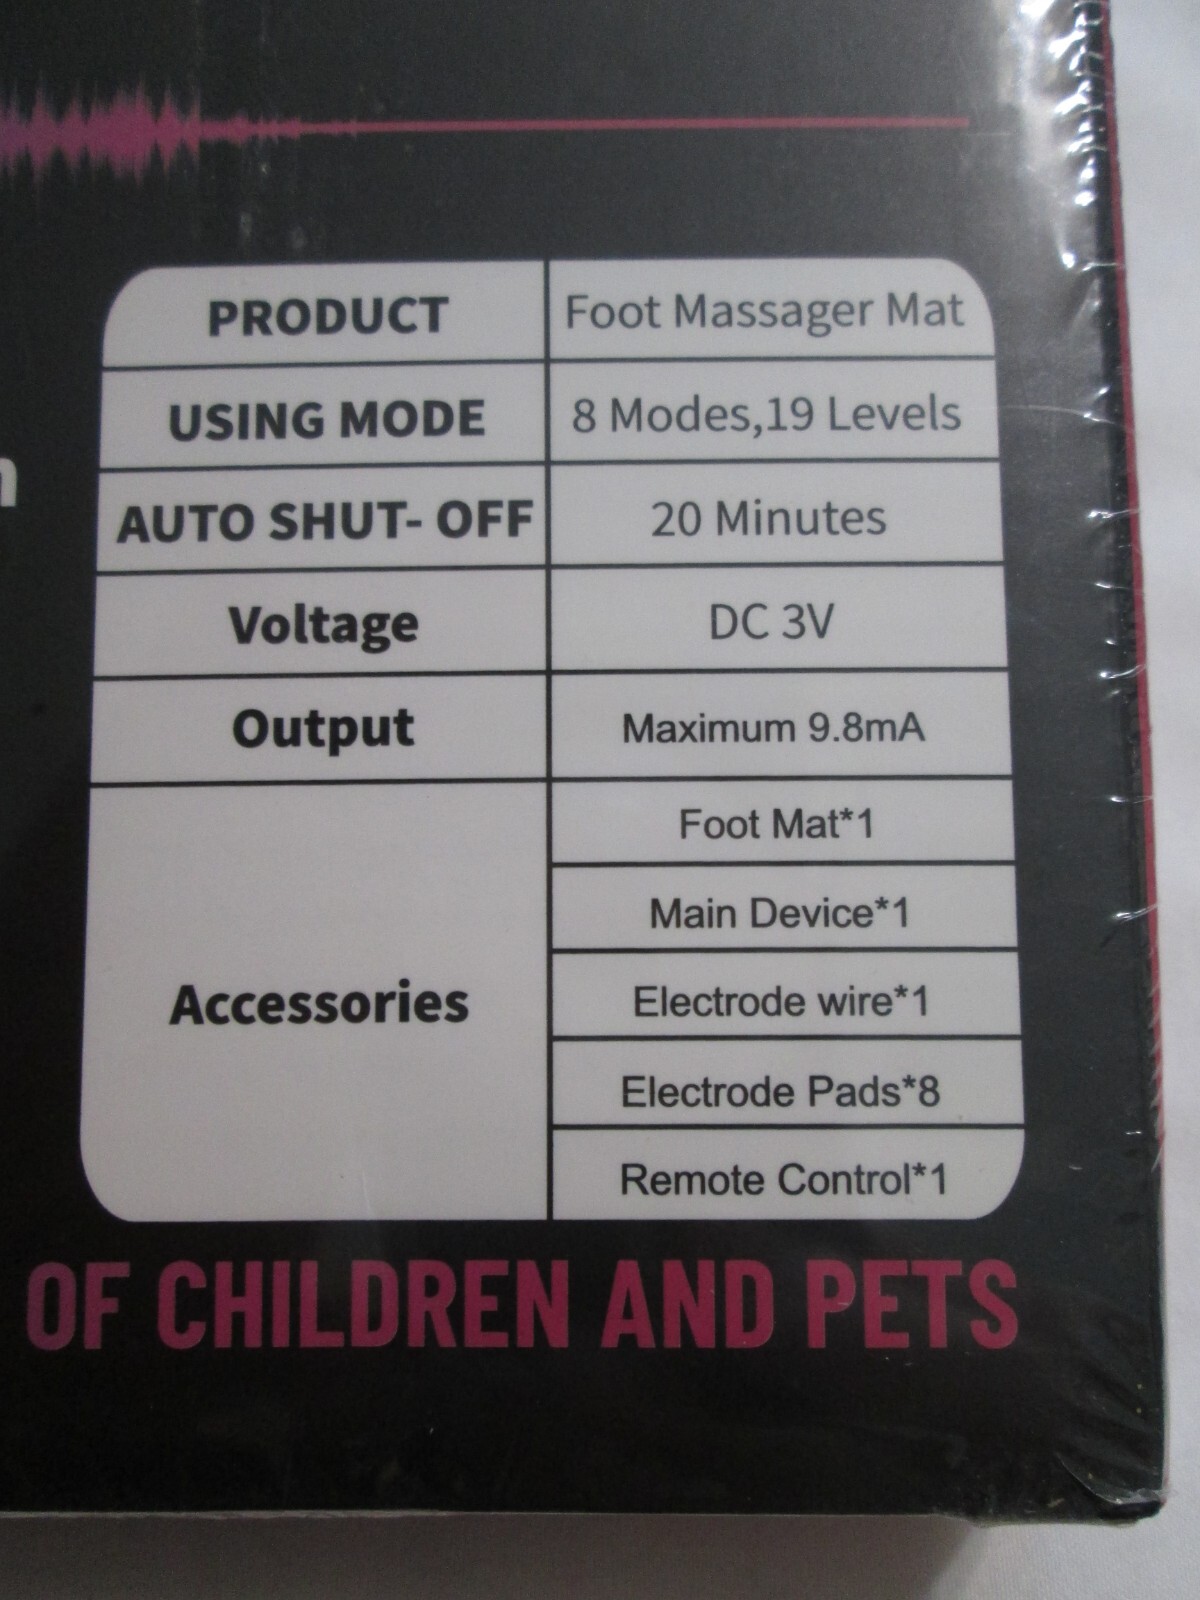 n
PRODUCT Foot Massager Mat
USING MODE 8 Modes,19 Levels
AUTO SHUT- OFF 20 Minutes
Voltage DC 3V
Output Maximum 9.8mA
Accessories
Foot Mat*1
Main Device*1
Electrode wire*1
Electrode Pads*8
Remote Control*1
OF CHILDREN AND PETS